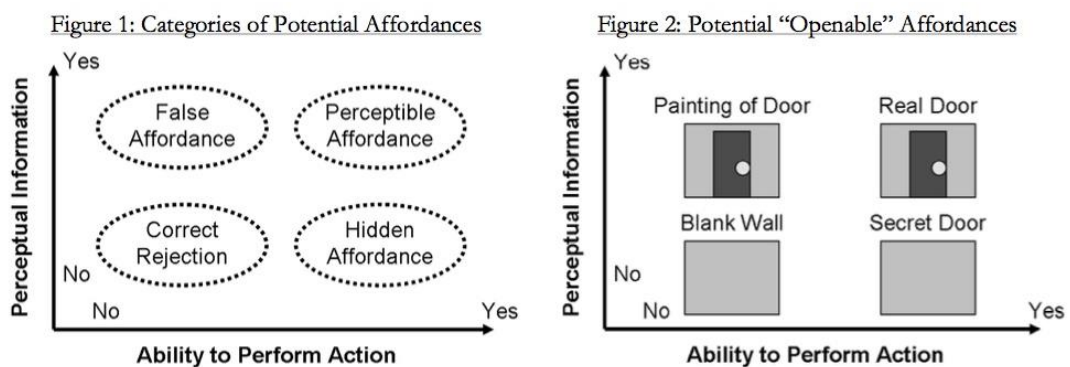 Figure 1: Categories of Potential Affordances
Perceptual Information
Yes
False
Affordance
Perceptible
Affordance
Correct
Rejection
Hidden
Affordance
No
No
Yes
Ability to Perform Action
Figure 2: Potential “Openable” Affordances
Perceptual Information
Yes
Painting of Door
Real Door
Blank Wall
Secret Door
No
No
Yes
Ability to Perform Action